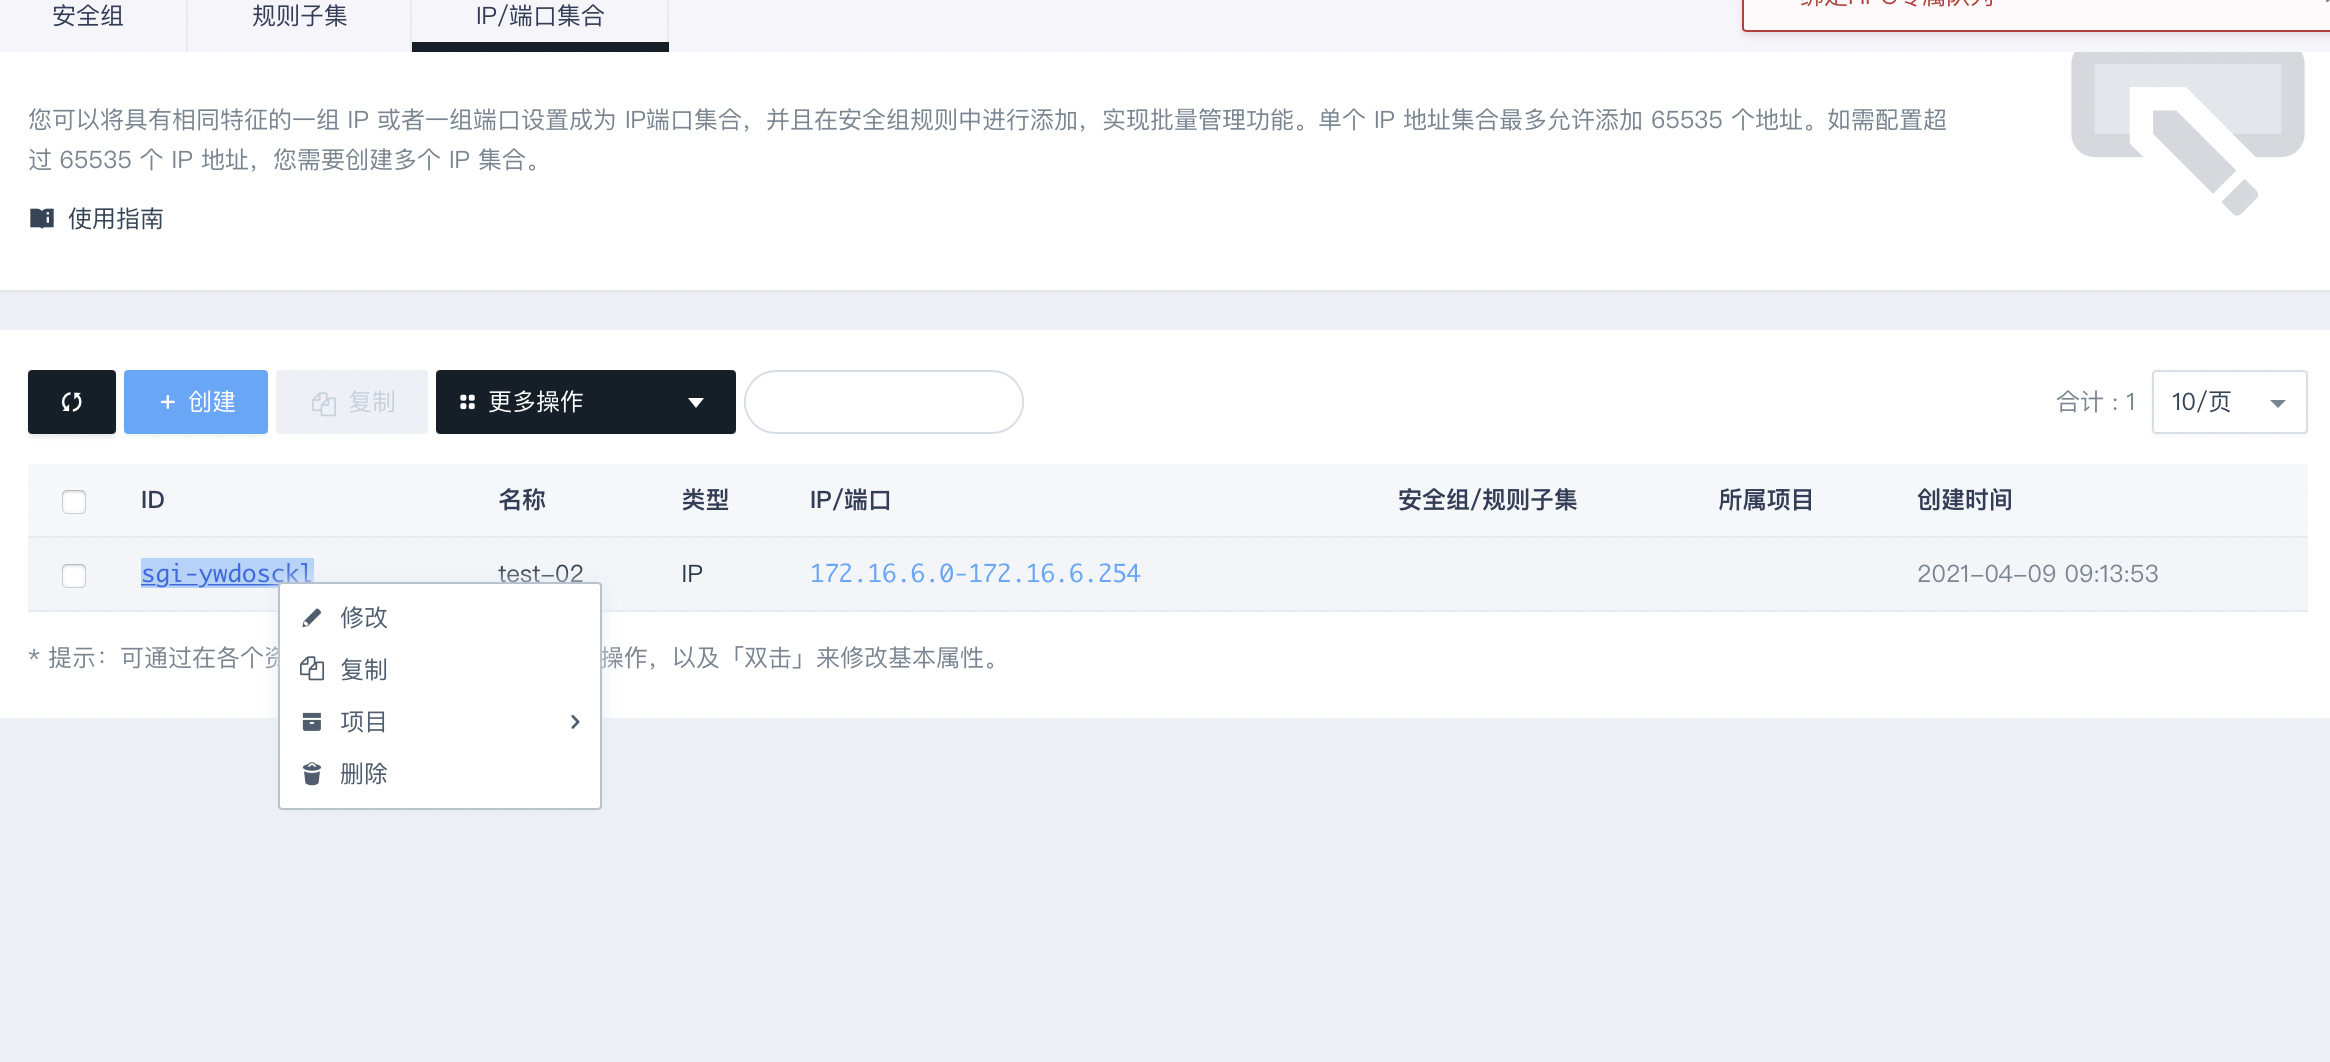 安全组
规则子集
IP/端口集合
您可以将具有相同特征的一组 IP 或者一组端口设置成为 IP端口集合，并且在安全组规则中进行添加，实现批量管理功能。单个 IP 地址集合最多允许添加 65535 个地址。如需配置超
过 65535 个 IP 地址，您需要创建多个 IP 集合。
使用指南
+ 创建
复制
更多操作
合计 : 1
10/页
ID 名称 类型 IP/端口 安全组/规则子集 所属项目 创建时间
sgi-ywdosckl test-02 IP 172.16.6.0-172.16.6.254 2021-04-09 09:13:53
修改
复制
项目
删除
* 提示：可通过在各个资 操作，以及「双击」来修改基本属性。